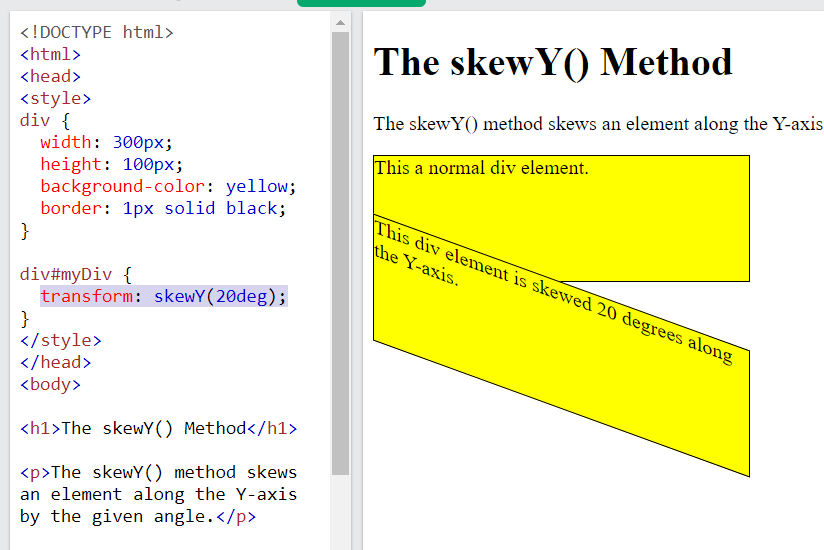 <!DOCTYPE html>
<html>
<head>
<style>
div {
  width: 300px;
  height: 100px;
  background-color: yellow;
  border: 1px solid black;
}

div#myDiv {
  transform: skewY(20deg);
}
</style>
</head>
<body>

<h1>The skewY() Method</h1>

<p>The skewY() method skews
an element along the Y-axis
by the given angle.</p>

The skewY() Method
The skewY() method skews an element along the Y-axis
This a normal div element.
This div element is skewed 20 degrees along
the Y-axis.